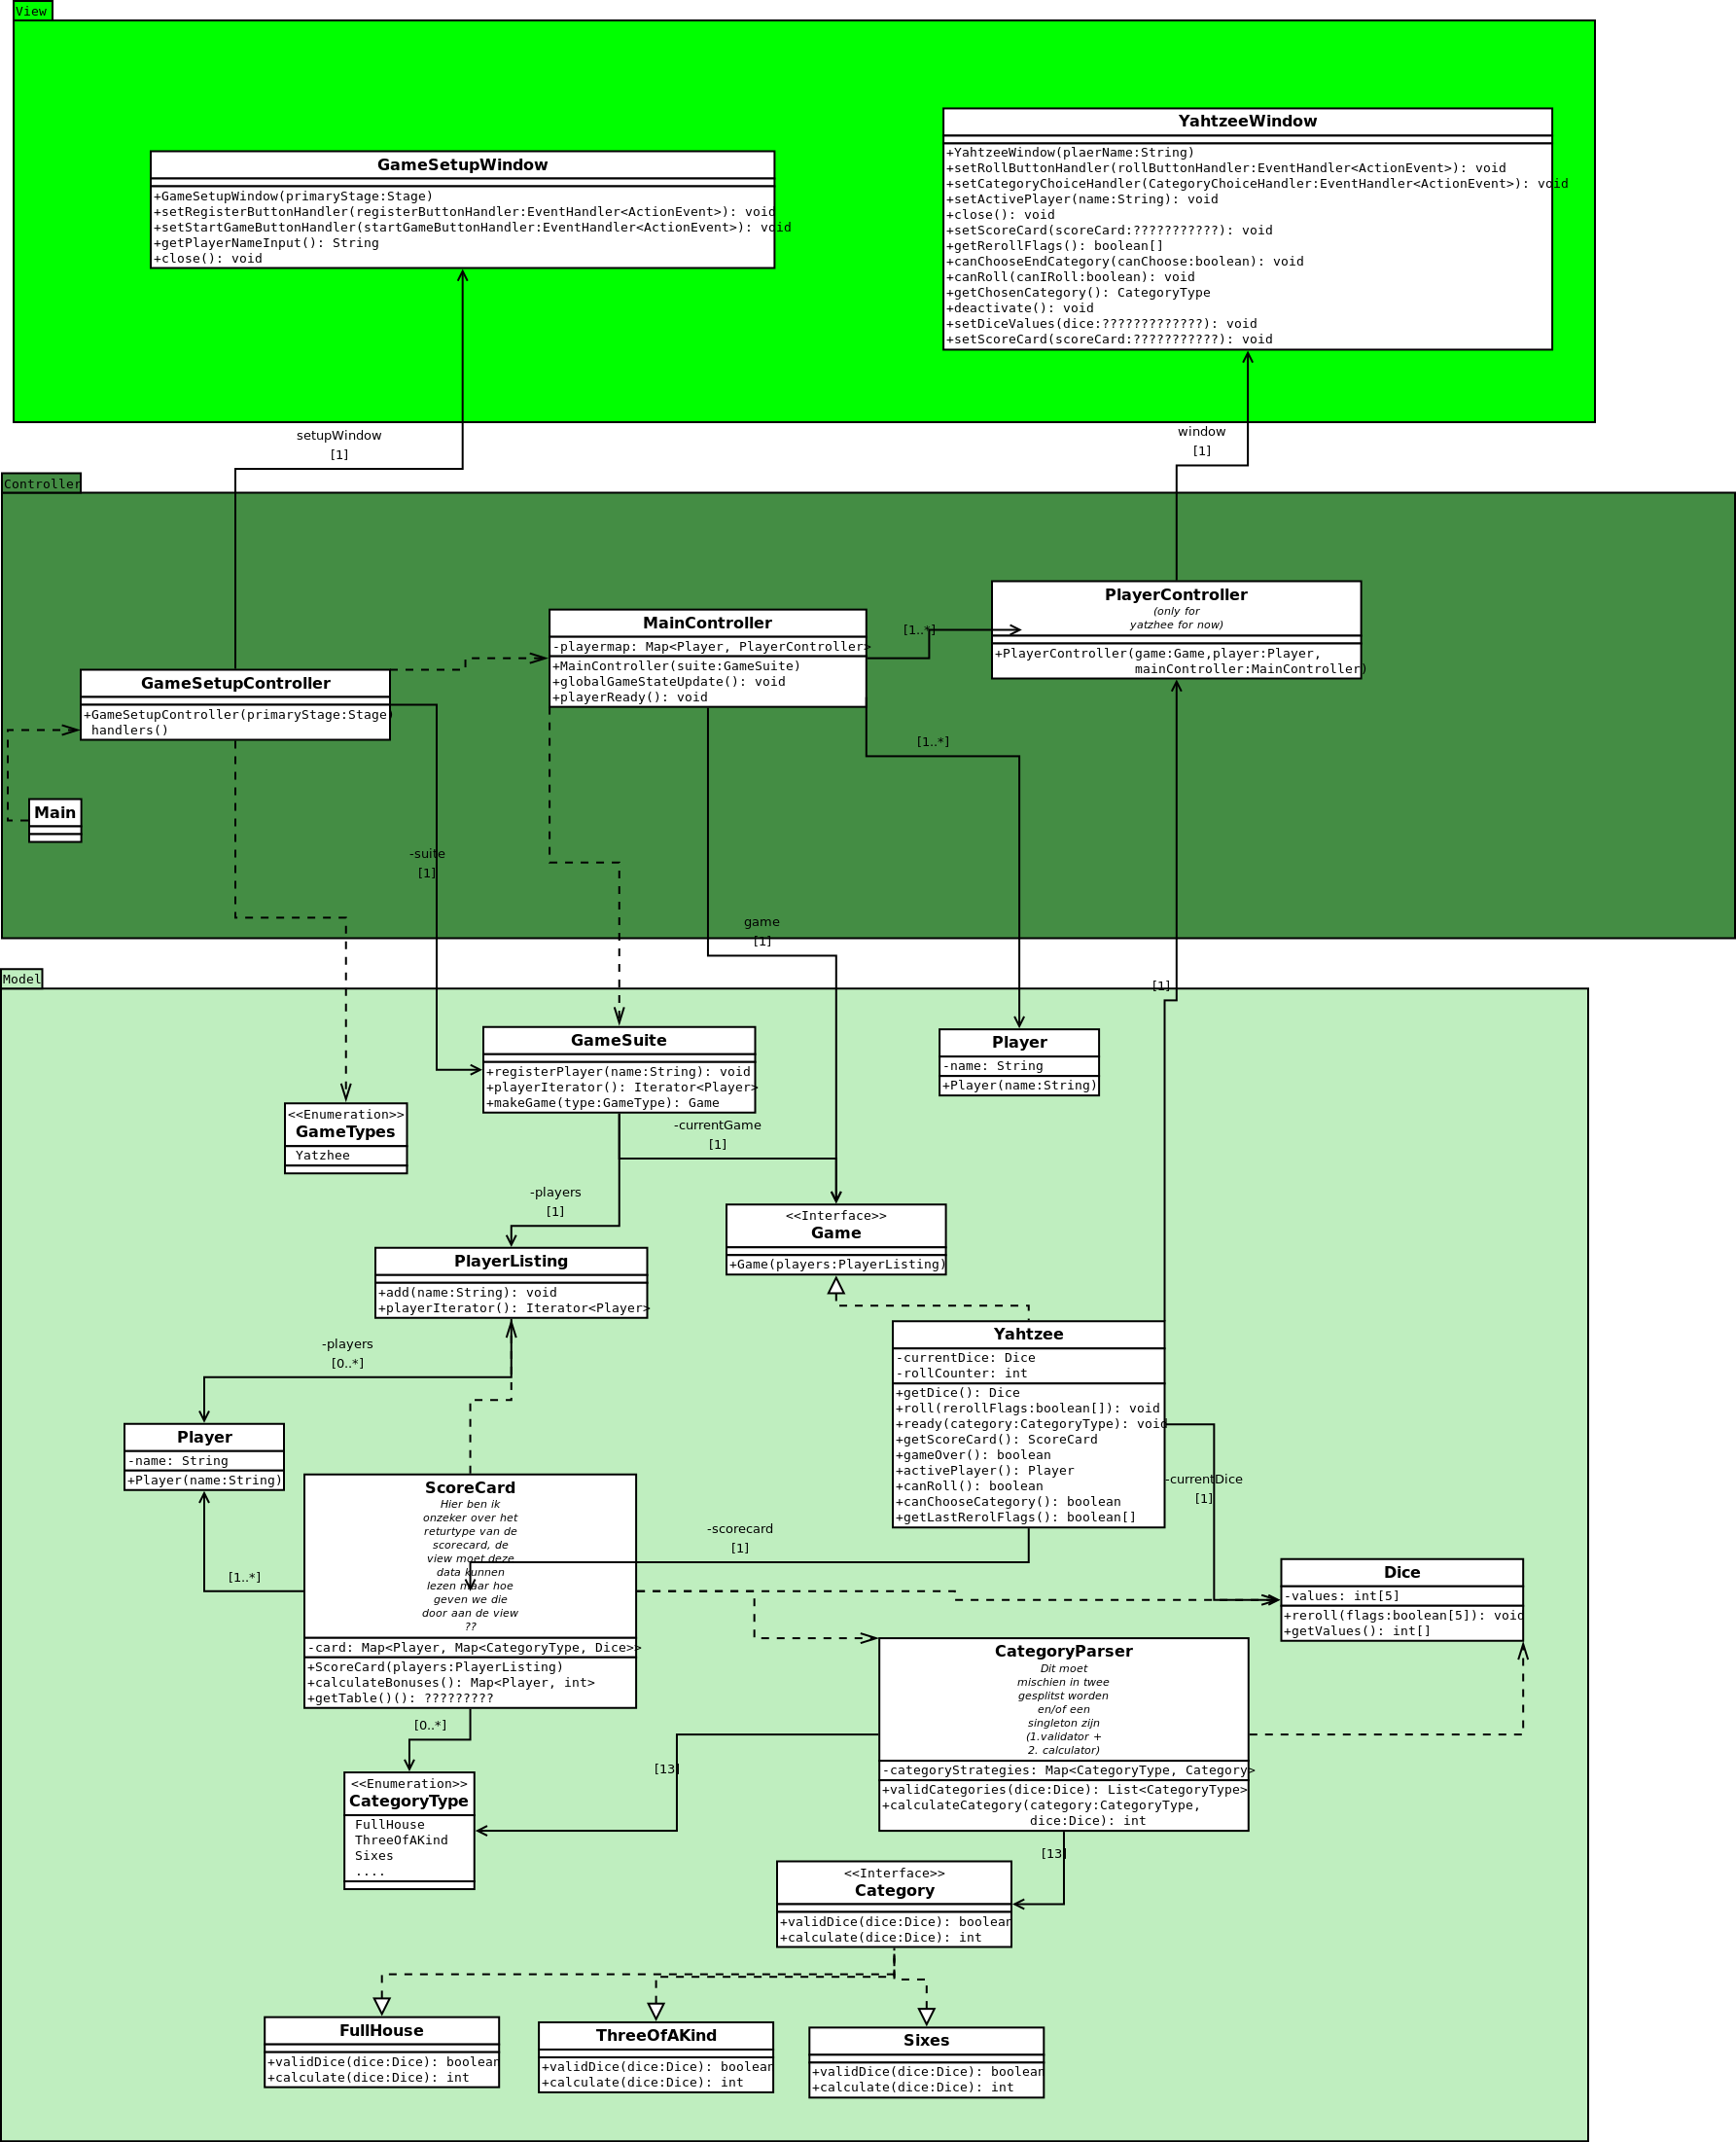 View
YahtzeeWindow
+YahtzeeWindow(plaerName:String)
+setRollButtonHandler(rollButtonHandler:EventHandler<ActionEvent>): void
+setCategoryChoiceHandler(CategoryChoiceHandler:EventHandler<ActionEvent>): void
+setActivePlayer(name:String): void
+close(): void
+setScoreCard(scoreCard:???????????): void
+getRerollFlags(): boolean[]
+canChooseEndCategory(canChoose:boolean): void
+canRoll(canIRoll:boolean): void
+getChosenCategory(): CategoryType
+deactivate(): void
+setDiceValues(dice:?????????????): void
+setScoreCard(scoreCard:???????????): void
GameSetupWindow
+GameSetupWindow(primaryStage:Stage)
+setRegisterButtonHandler(registerButtonHandler:EventHandler<ActionEvent>): void
+setStartGameButtonHandler(startGameButtonHandler:EventHandler<ActionEvent>): void
+getPlayerNameInput(): String
+close(): void
setupWindow
[1]
window
[1]
Controller
PlayerController
(only for
yatzhee for now)
+PlayerController(game:Game,player:Player,
mainController:MainController)
MainController
-playermap: Map<Player, PlayerController>
+MainController(suite:GameSuite)
+globalGameStateUpdate(): void
+playerReady(): void
[1..*]
GameSetupController
+GameSetupController(primaryStage:Stage)
handlers()
[1..*]
Main
-suite
[1]
game
[1]
Model
[1]
GameSuite
+registerPlayer(name:String): void
+playerIterator(): Iterator<Player>
+makeGame(type:GameType): Game
Player
-name: String
+Player(name:String)
<<Enumeration>>
GameTypes
Yatzhee
-currentGame
[1]
-players
[1]
<<Interface>>
Game
+Game(players:PlayerListing)
PlayerListing
+add(name:String): void
+playerIterator(): Iterator<Player>
Yahtzee
-currentDice: Dice
-rollCounter: int
+getDice(): Dice
+roll(rerollFlags:boolean[]): void
+ready(category:CategoryType): void
+getScoreCard(): ScoreCard
+gameOver(): boolean
+activePlayer(): Player
+canRoll(): boolean
+canChooseCategory(): boolean
+getLastRerolFlags(): boolean[]
-players
[0..*]
Player
-name: String
+Player(name:String)
-currentDice
[1]
ScoreCard
Hier ben ik
onzeker over het
returtype van de
scorecard, de
view moet deze
data kunnen
lezen maar hoe
geven we die
door aan de view
??
-card: Map<Player, Map<CategoryType, Dice>>
+ScoreCard(players:PlayerListing)
+calculateBonuses(): Map<Player, int>
+getTable()(): ?????????
-scorecard
[1]
[1..*]
Dice
-values: int[5]
+reroll(flags:boolean[5]): void
+getValues(): int[]
CategoryParser
Dit moet
mischien in twee
gesplitst worden
en/of een
singleton zijn
(1.validator +
2. calculator)
-categoryStrategies: Map<CategoryType, Category>
+validCategories(dice:Dice): List<CategoryType>
+calculateCategory(category:CategoryType,
dice:Dice): int
[0..*]
[13]
<<Enumeration>>
CategoryType
FullHouse
ThreeOfAKind
Sixes
....
[13]
<<Interface>>
Category
+validDice(dice:Dice): boolean
+calculate(dice:Dice): int
FullHouse
+validDice(dice:Dice): boolean
+calculate(dice:Dice): int
ThreeOfAKind
+validDice(dice:Dice): boolean
+calculate(dice:Dice): int
Sixes
+validDice(dice:Dice): boolean
+calculate(dice:Dice): int